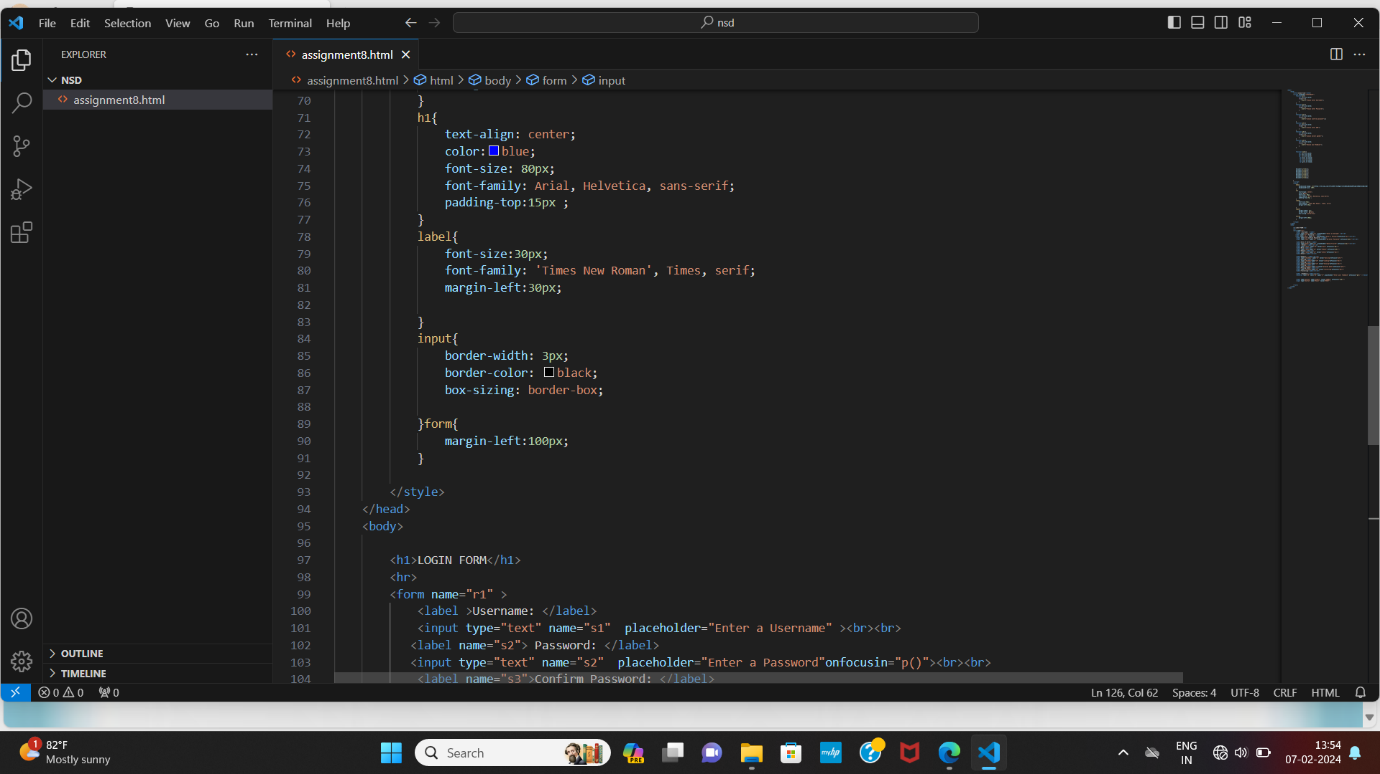 File Edit Selection View Go Run Terminal Help
nsd
EXPLORER
NSD
assignment8.html
assignment8.html
assignment8.html > html > body > form > input
70 }
71 h1{
72 text-align: center;
73 color: blue;
74 font-size: 80px;
75 font-family: Arial, Helvetica, sans-serif;
76 padding-top:15px ;
77 }
78 label{
79 font-size:30px;
80 font-family: 'Times New Roman', Times, serif;
81 margin-left:30px;
82
83 }
84 input{
85 border-width: 3px;
86 border-color: black;
87 box-sizing: border-box;
88
89 }form{
90 margin-left:100px;
91 }
92
93 </style>
94 </head>
95 <body>
96
97 <h1>LOGIN FORM</h1>
98 <hr>
99 <form name="r1" >
100 <label >Username: </label>
101 <input type="text" name="s1"  placeholder="Enter a Username" ><br><br>
102 <label name="s2"> Password: </label>
103 <input type="text" name="s2"  placeholder="Enter a Password"onfocusin="p()"><br><br>
104 <label name="s3">Confirm Password: </label>
OUTLINE
TIMELINE
0 0 0
Ln 126, Col 62 Spaces: 4 UTF-8 CRLF HTML
1
82°F
Mostly sunny
Search
PRE
myhp
ENG
IN
13:54
07-02-2024